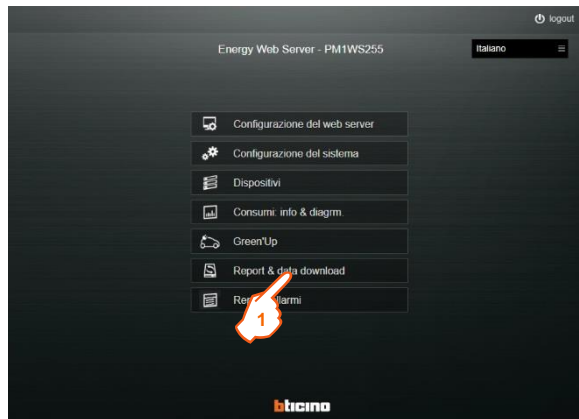 logout
Energy Web Server - PM1WS255
Italiano
Configurazione del web server
Configurazione del sistema
Dispositivi
Consumi: info & diagrm.
Green'Up
Report & data download
1
bticino